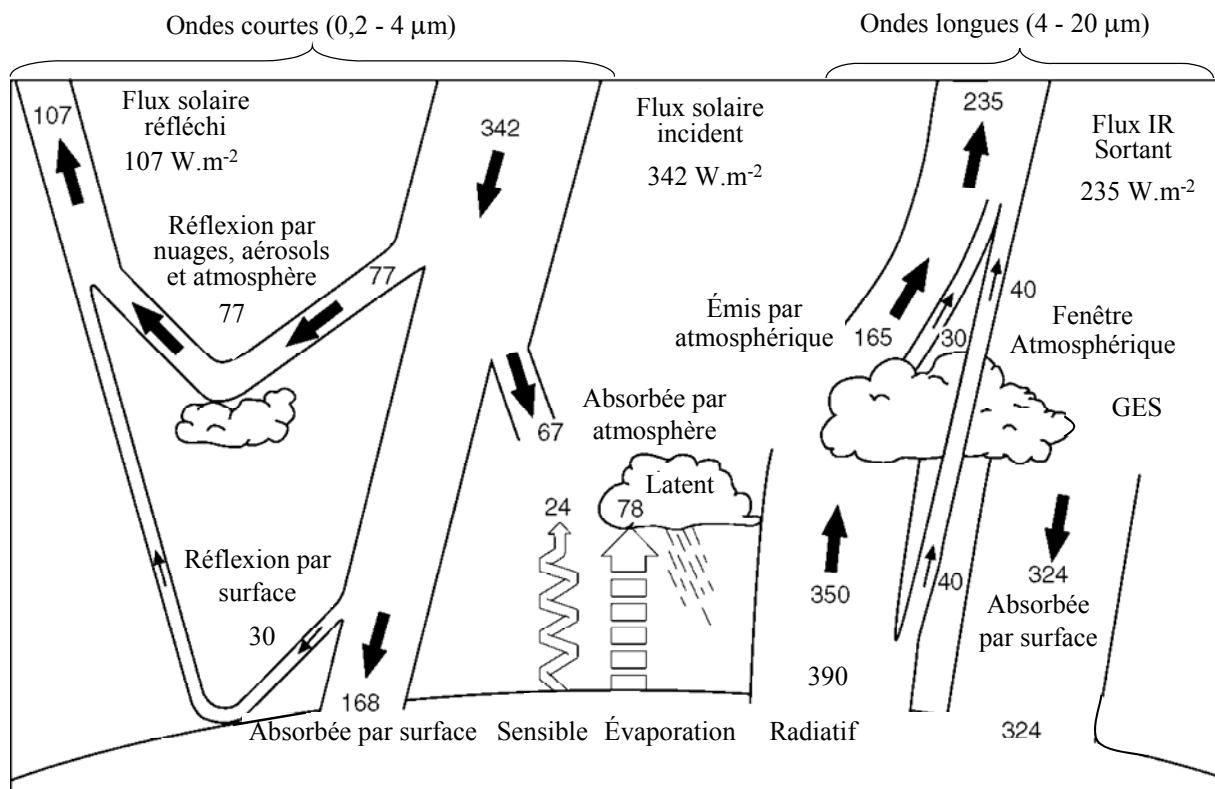 Ondes courtes (0,2 - 4 µm)
Ondes longues (4 - 20 µm)
107
Flux solaire
réfléchi
107 W.m-2
342
Flux solaire
incident
342 W.m-2
235
Flux IR
Sortant
235 W.m-2
Réflexion par
nuages, aérosols
et atmosphère
77
77
Émis par
atmosphérique
165
30
40
Fenêtre
Atmosphérique
GES
67
Absorbée par
atmosphère
Latent
24
78
Réflexion par
surface
30
350
40
324
Absorbée
par surface
390
168
Absorbée par surface
Sensible
Évaporation
Radiatif
324